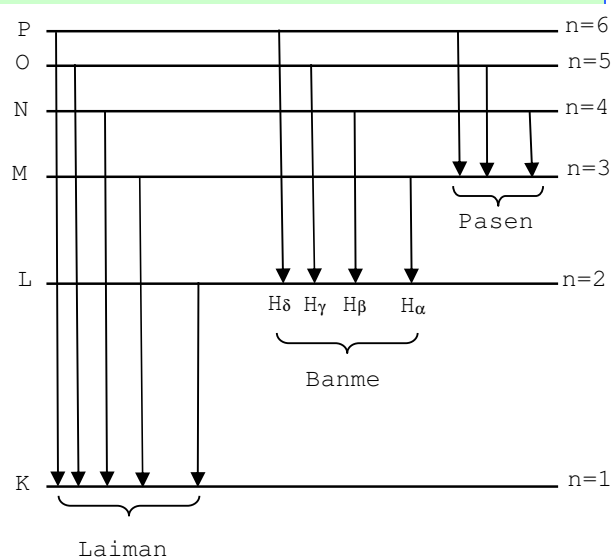 P n=6
O n=5
N n=4
M n=3
Pasen
L n=2
Hδ Hγ Hβ Hα
Banme
K n=1
Laiman